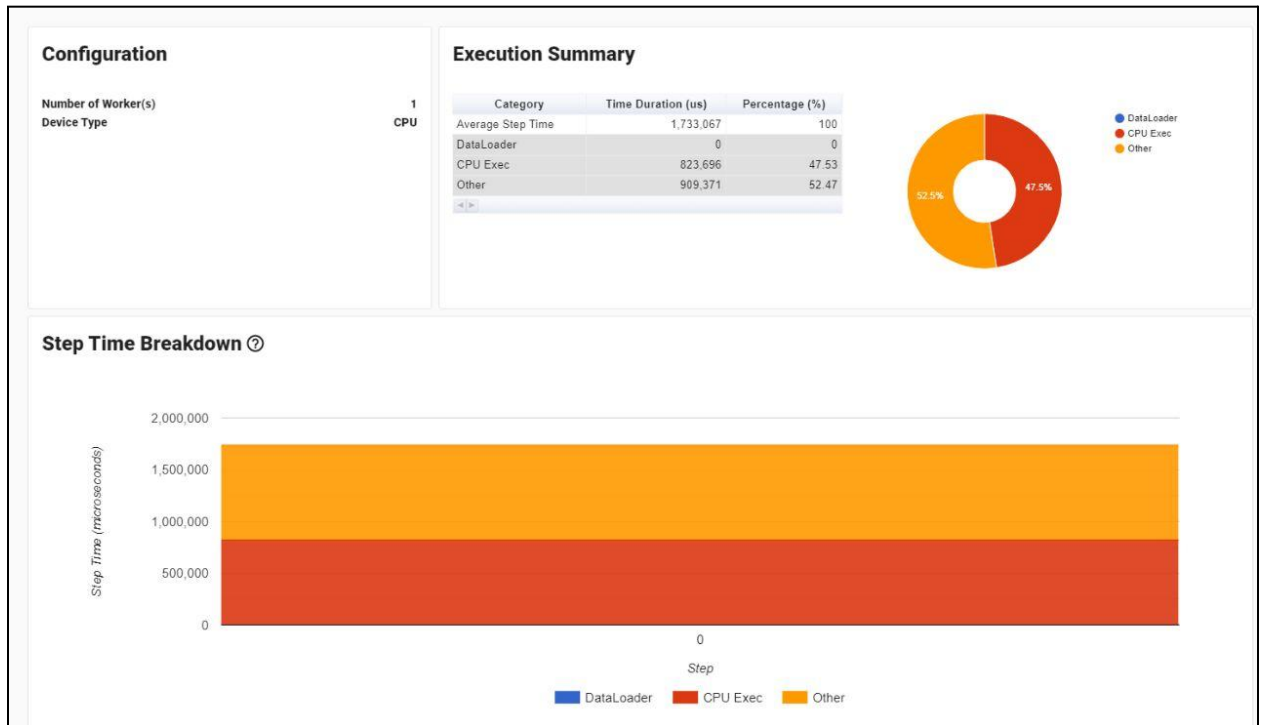 Configuration
Number of Worker(s) 1
Device Type CPU
Execution Summary
Category Time Duration (us) Percentage (%)
Average Step Time 1,733,067 100
DataLoader 0 0
CPU Exec 823,696 47.53
Other 909,371 52.47
52.5%
47.5%
DataLoader
CPU Exec
Other
Step Time Breakdown
Step Time (microseconds)
2,000,000
1,500,000
1,000,000
500,000
0
0
Step
DataLoader CPU Exec Other